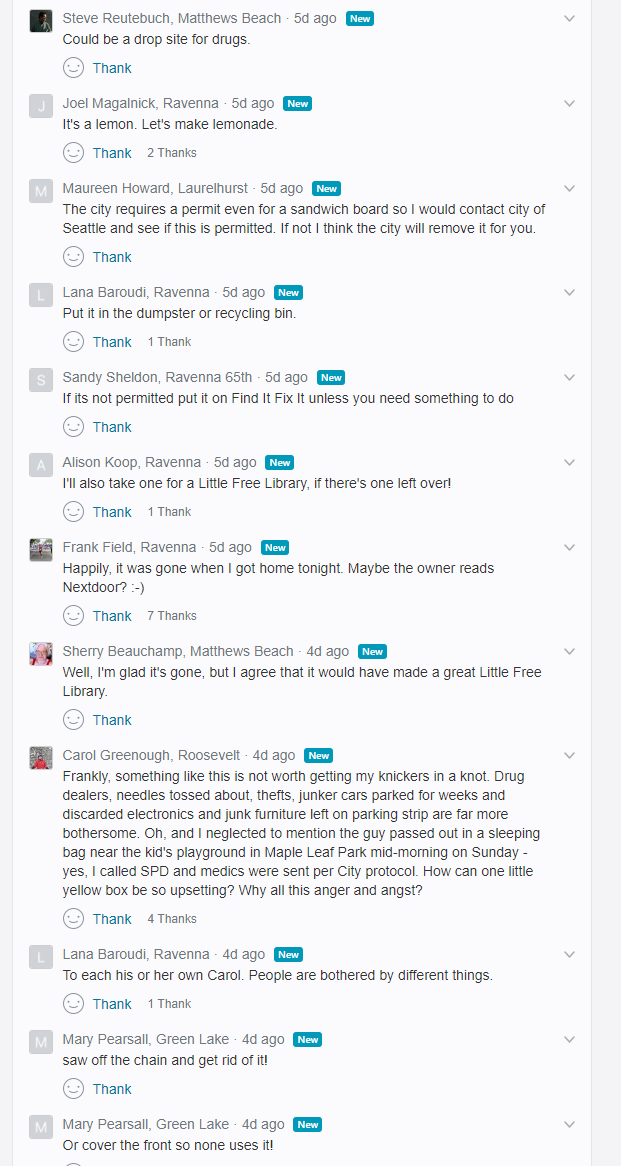 Steve Reutebuch, Matthews Beach · 5d ago New
Could be a drop site for drugs.
Thank
J
Joel Magalnick, Ravenna · 5d ago New
It's a lemon. Let's make lemonade.
Thank 2 Thanks
M
Maureen Howard, Laurelhurst · 5d ago New
The city requires a permit even for a sandwich board so I would contact city of
Seattle and see if this is permitted. If not I think the city will remove it for you.
Thank
L
Lana Baroudi, Ravenna · 5d ago New
Put it in the dumpster or recycling bin.
Thank 1 Thank
S
Sandy Sheldon, Ravenna 65th · 5d ago New
If its not permitted put it on Find It Fix It unless you need something to do
Thank
A
Alison Koop, Ravenna · 5d ago New
I'll also take one for a Little Free Library, if there's one left over!
Thank 1 Thank
Frank Field, Ravenna · 5d ago New
Happily, it was gone when I got home tonight. Maybe the owner reads
Nextdoor? :-)
Thank 7 Thanks
Sherry Beauchamp, Matthews Beach · 4d ago New
Well, I'm glad it's gone, but I agree that it would have made a great Little Free
Library.
Thank
Carol Greenough, Roosevelt · 4d ago New
Frankly, something like this is not worth getting my knickers in a knot. Drug
dealers, needles tossed about, thefts, junker cars parked for weeks and
discarded electronics and junk furniture left on parking strip are far more
bothersome. Oh, and I neglected to mention the guy passed out in a sleeping
bag near the kid's playground in Maple Leaf Park mid-morning on Sunday -
yes, I called SPD and medics were sent per City protocol. How can one little
yellow box be so upsetting? Why all this anger and angst?
Thank 4 Thanks
L
Lana Baroudi, Ravenna · 4d ago New
To each his or her own Carol. People are bothered by different things.
Thank 1 Thank
M
Mary Pearsall, Green Lake · 4d ago New
saw off the chain and get rid of it!
Thank
M
Mary Pearsall, Green Lake · 4d ago New
Or cover the front so none uses it!